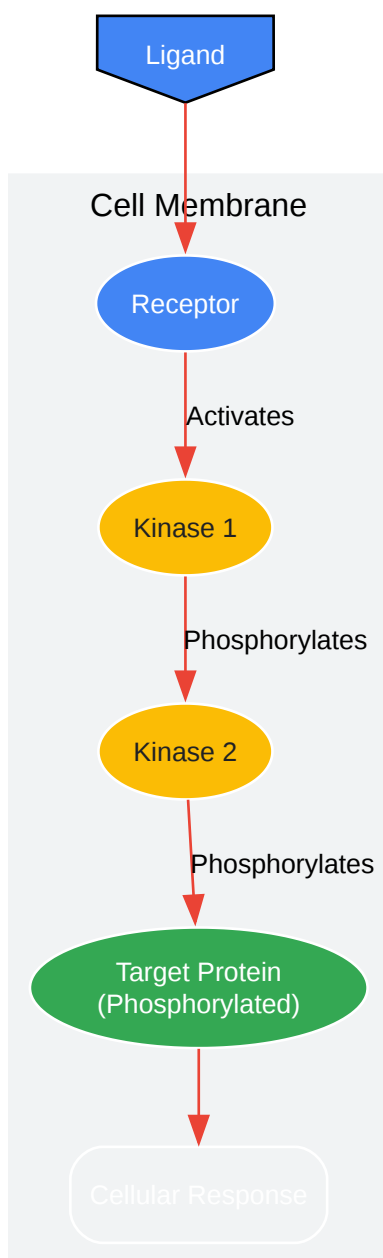 Ligand
Cell Membrane
Receptor
Activates
Kinase 1
Phosphorylates
Kinase 2
Phosphorylates
Target Protein
(Phosphorylated)
Cellular Response